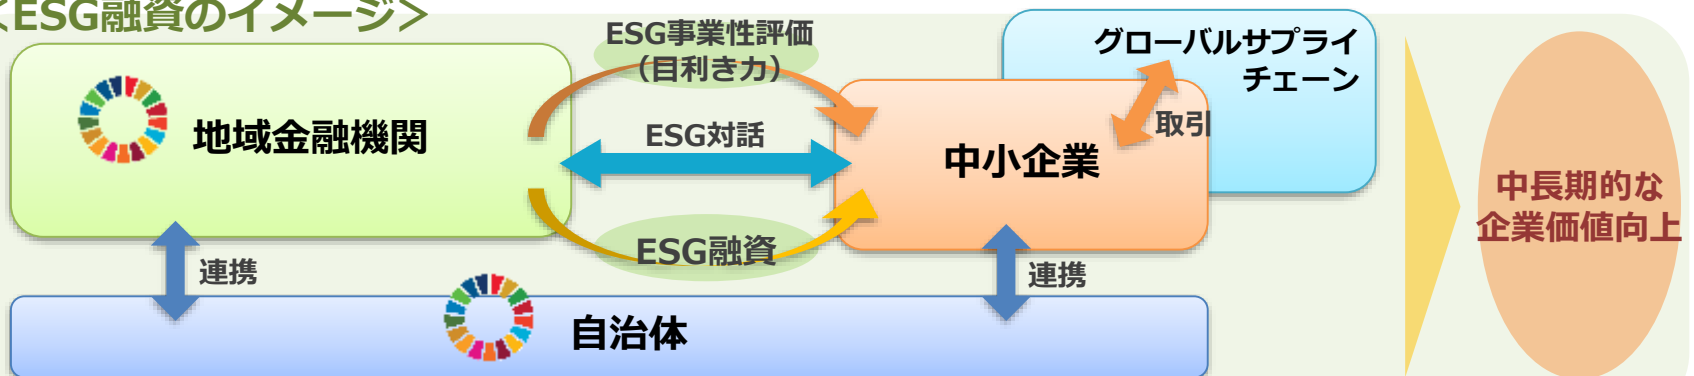 <ESG融資のイメージ>
地域金融機関
ESG事業性評価
（目利き力）
ESG対話
ESG融資
中小企業
グローバルサプライ
チェーン
取引
連携
連携
自治体
中長期的な
企業価値向上